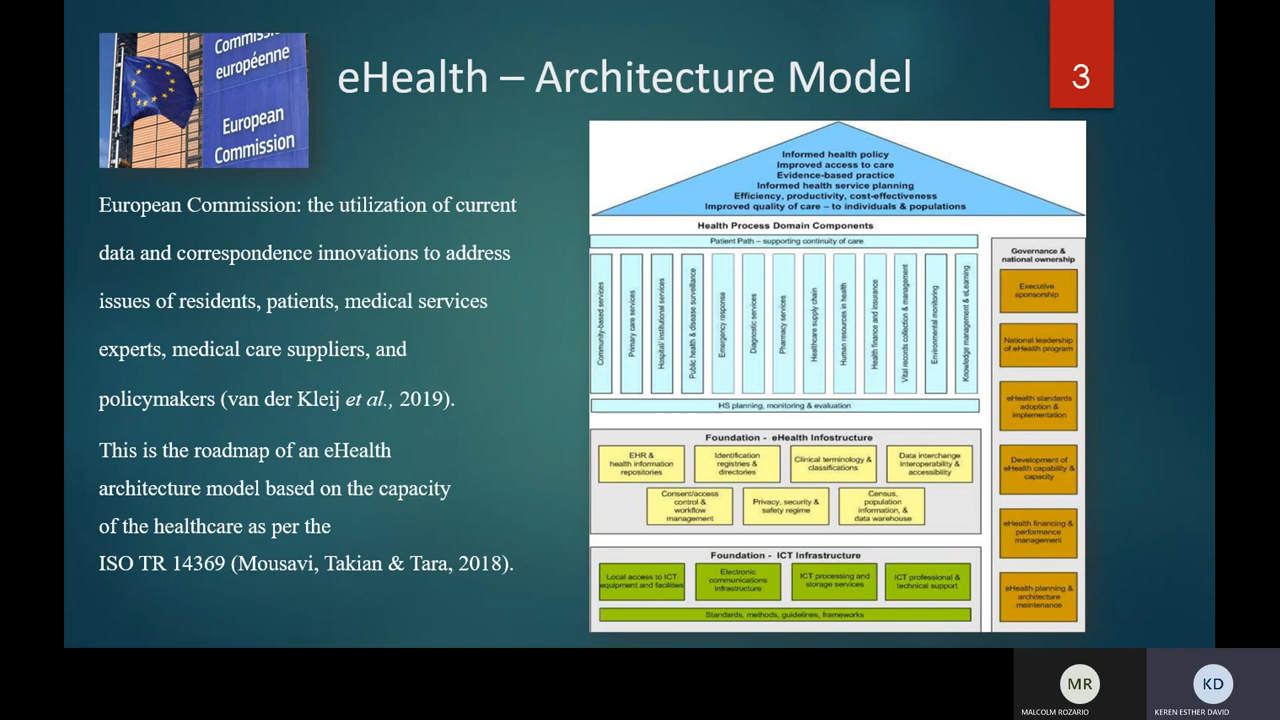 Commission
européenne
European
Commission
eHealth – Architecture Model
3
European Commission: the utilization of current
data and correspondence innovations to address
issues of residents, patients, medical services
experts, medical care suppliers, and
policymakers (van der Kleij et al., 2019).
This is the roadmap of an eHealth
architecture model based on the capacity
of the healthcare as per the
ISO TR 14369 (Mousavi, Takian & Tara, 2018).
Informed health policy
Improved access to care
Evidence-based practice
Informed health service planning
Efficiency, productivity, cost-effectiveness
Improved quality of care – to individuals & populations
Health Process Domain Components
Patient Path – supporting continuity of care
Community-based services
Primary care services
Hospital/ institutional services
Public health & disease surveillance
Emergency response
Diagnostic services
Pharmacy services
Healthcare supply chain
Human resources in health
Health finance and insurance
Vital records collection & management
Environmental monitoring
Knowledge management & eLearning
HS planning, monitoring & evaluation
Foundation - eHealth Infostructure
EHR &
health information
repositories
Identification
registries &
directories
Clinical terminology &
classifications
Data interchange
interoperability &
accessibility
Consent/access
control &
workflow
management
Privacy, security &
safety regime
Census,
population
information, &
data warehouse
Foundation - ICT Infrastructure
Local access to ICT
equipment and facilities
Electronic
communications
infrastructure
ICT processing and
storage services
ICT professional &
technical support
Standards, methods, guidelines, frameworks
Governance &
national ownership
Executive
sponsorship
National leadership
of eHealth program
eHealth standards
adoption &
implementation
Development of
eHealth capability &
capacity
eHealth financing &
performance
management
eHealth planning &
architecture
maintenance
MR
MALCOLM ROZARIO
KD
KEREN ESTHER DAVID